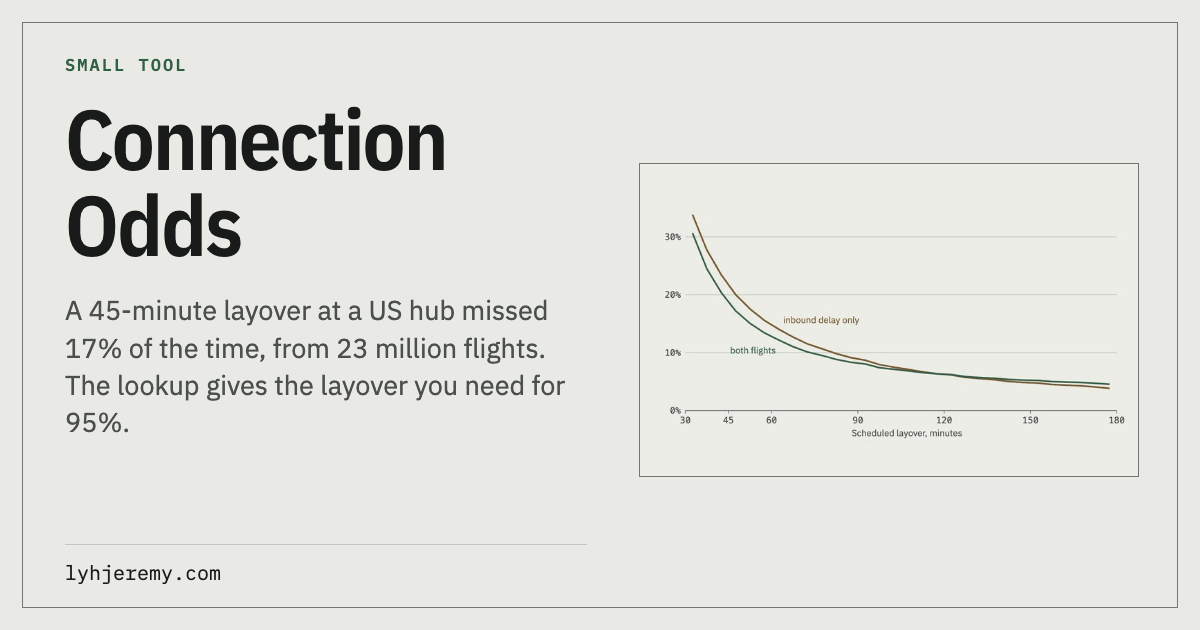 SMALL TOOL
Connection
Odds
A 45-minute layover at a US hub missed
17% of the time, from 23 million flights.
The lookup gives the layover you need for
95%.
30%
20%
10%
0%
inbound delay only
both flights
30 45 60 90 120 150 180
Scheduled layover, minutes
lyhjeremy.com